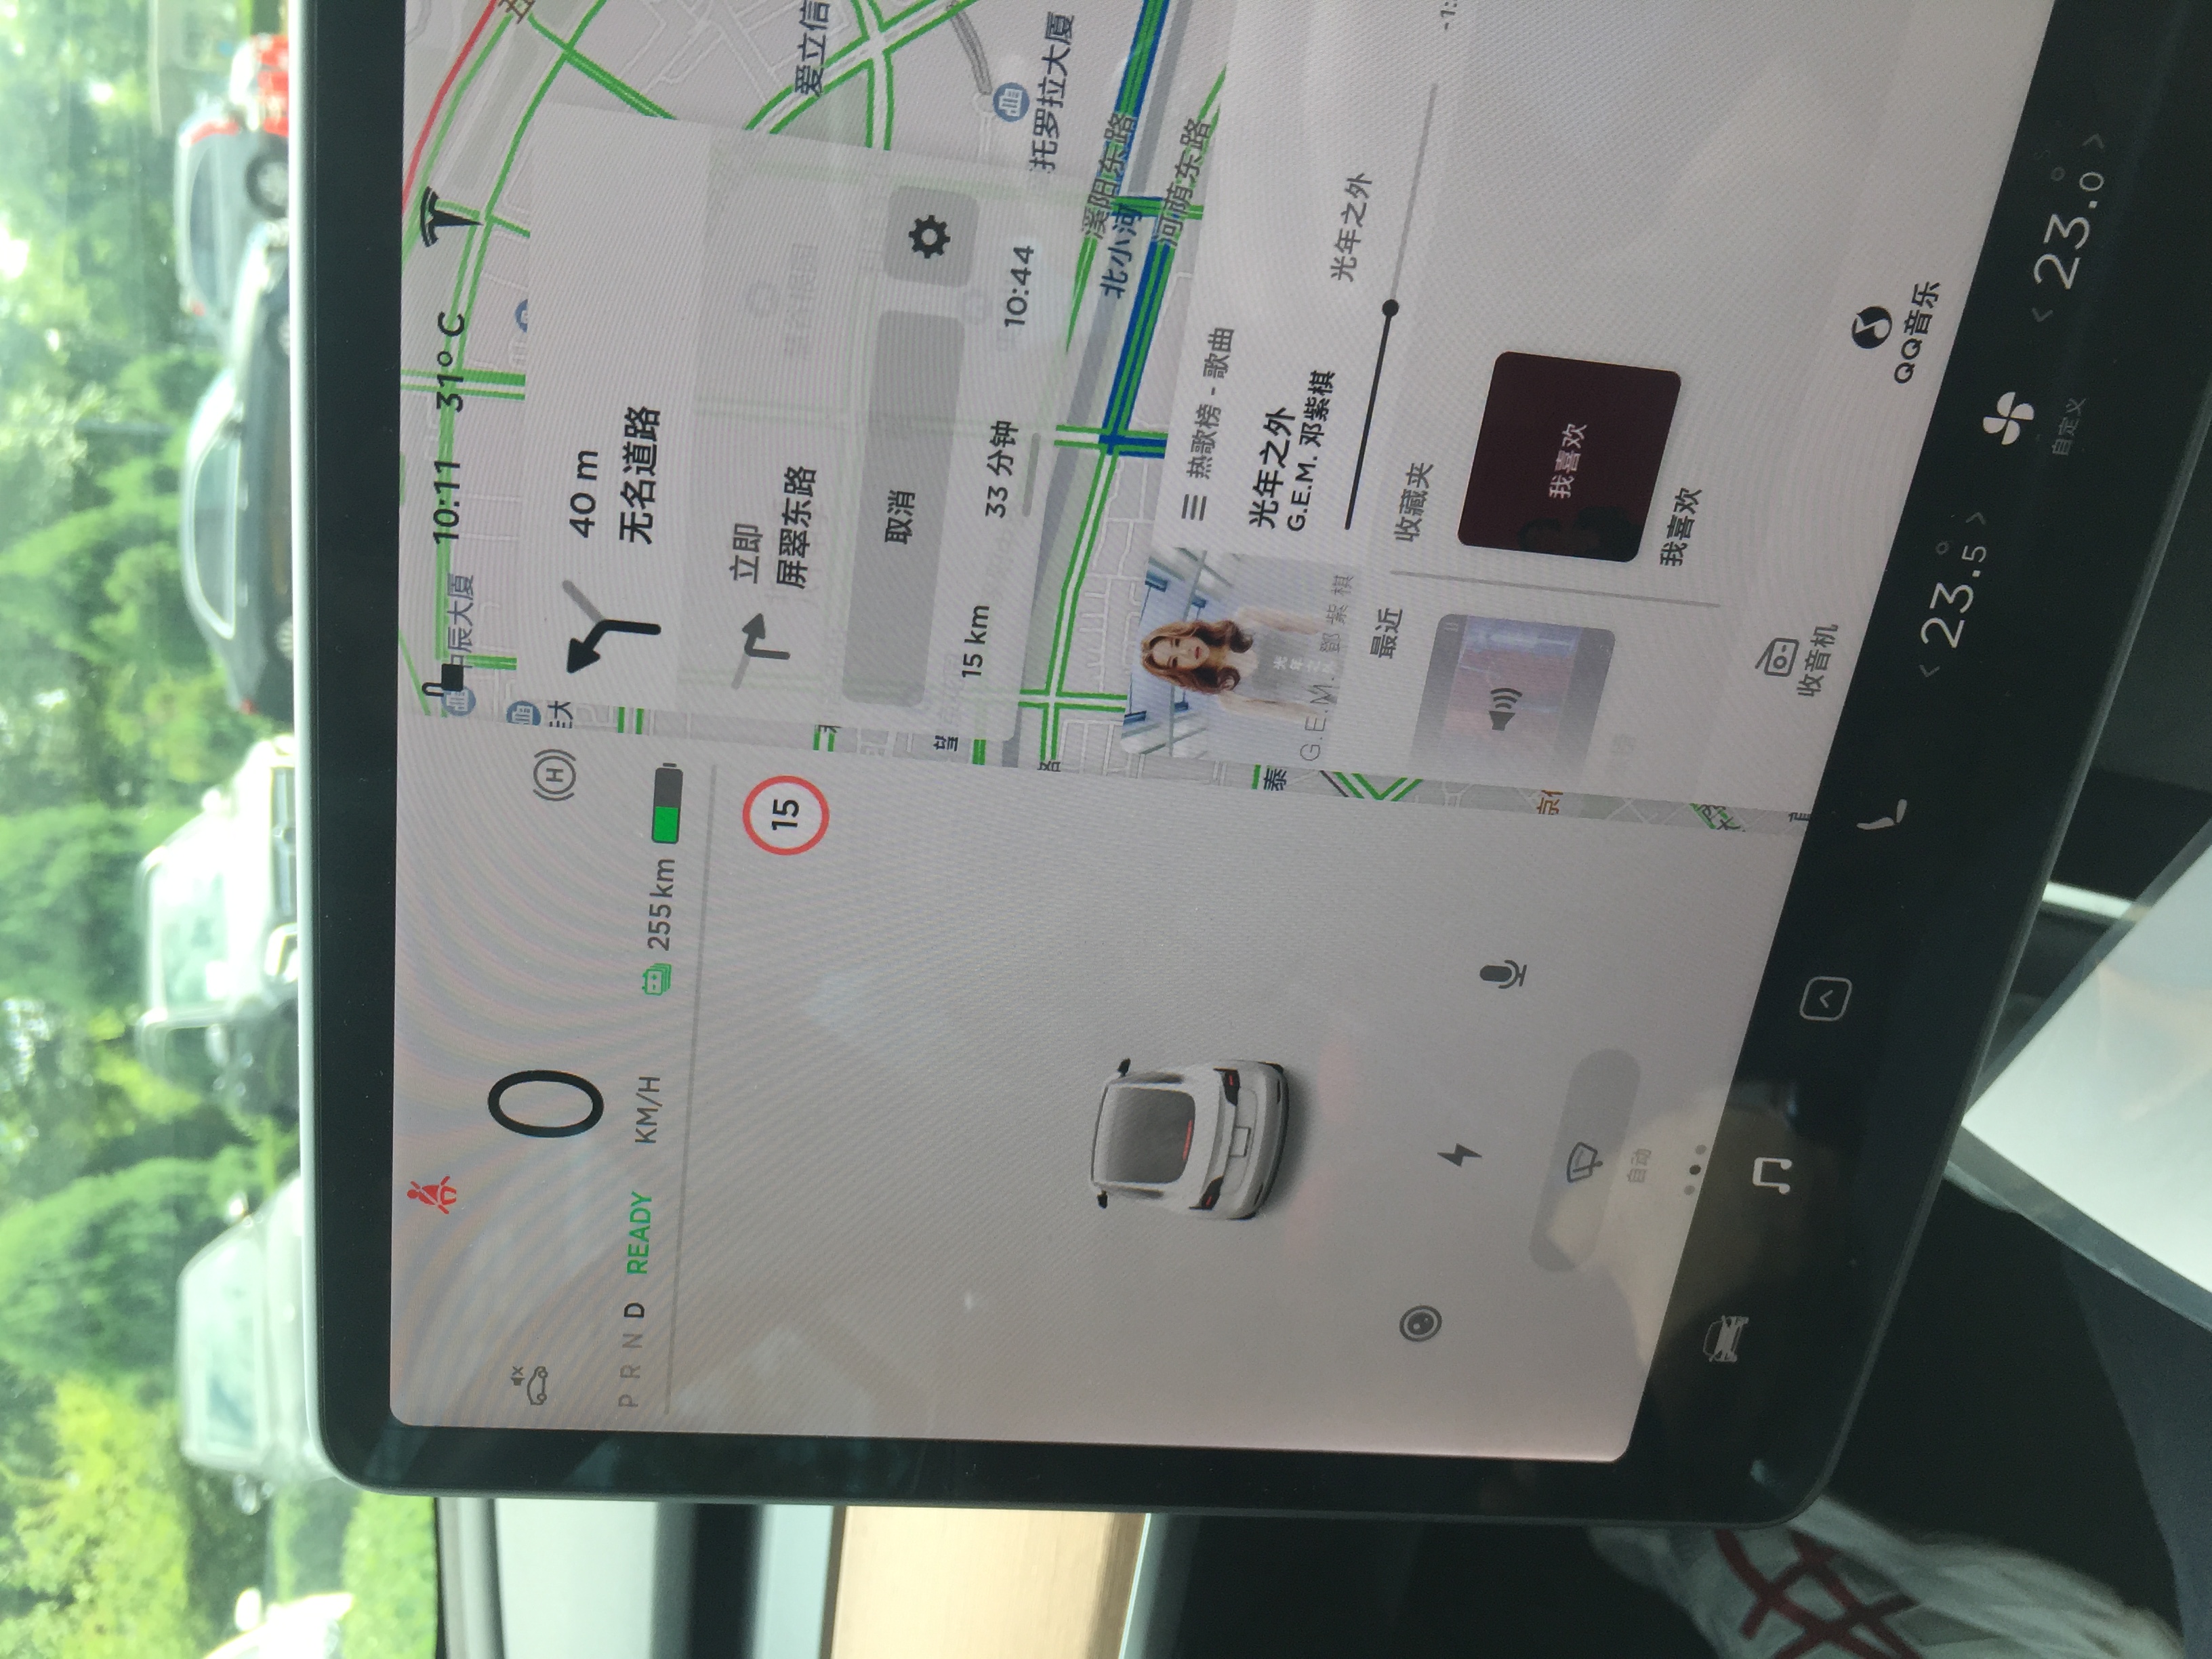 中辰大厦
10:11 31° C
0
PRND READY KM/H 255 km
H
15
40 m
无名道路
立即
屏翠东路
取消
15 km 33 分钟 10:44
爱立信
托罗拉大厦
溪阳东路
北小河
河荫东路
望
泰
热歌榜 - 歌曲
光年之外
G.E.M. 邓紫棋
光年之外
G.E.M. 鄧紫棋
最近
收藏夹
我喜欢
我喜欢
自动
收音机
QQ音乐
23.5°
自定义
23.0°